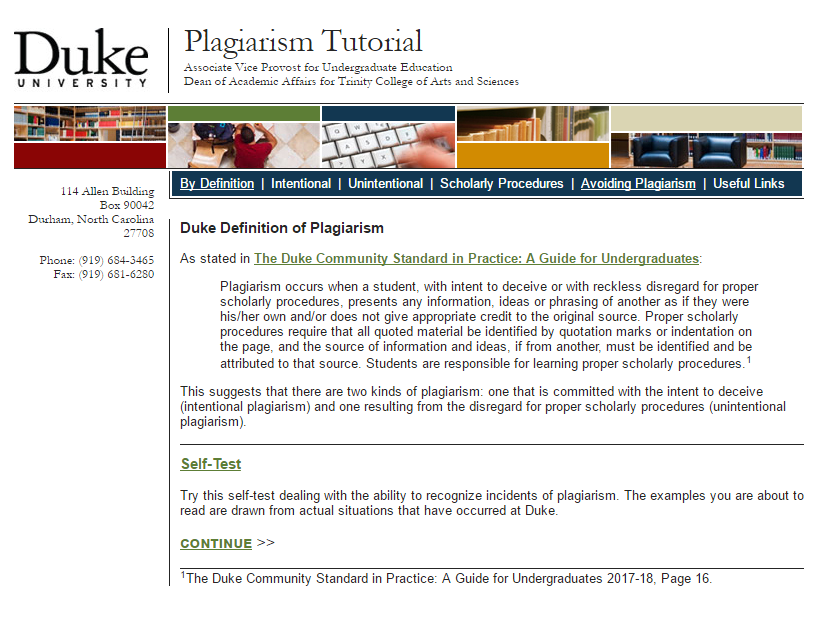 Duke
UNIVERSITY
Plagiarism Tutorial
Associate Vice Provost for Undergraduate Education
Dean of Academic Affairs for Trinity College of Arts and Sciences
Q W E
A S D F
By Definition | Intentional | Unintentional | Scholarly Procedures | Avoiding Plagiarism | Useful Links
114 Allen Building
Box 90042
Durham, North Carolina
27708
Phone: (919) 684-3465
Fax: (919) 681-6280
Duke Definition of Plagiarism
As stated in The Duke Community Standard in Practice: A Guide for Undergraduates:
Plagiarism occurs when a student, with intent to deceive or with reckless disregard for proper
scholarly procedures, presents any information, ideas or phrasing of another as if they were
his/her own and/or does not give appropriate credit to the original source. Proper scholarly
procedures require that all quoted material be identified by quotation marks or indentation on
the page, and the source of information and ideas, if from another, must be identified and be
attributed to that source. Students are responsible for learning proper scholarly procedures.1
This suggests that there are two kinds of plagiarism: one that is committed with the intent to deceive
(intentional plagiarism) and one resulting from the disregard for proper scholarly procedures (unintentional
plagiarism).
Self-Test
Try this self-test dealing with the ability to recognize incidents of plagiarism. The examples you are about to
read are drawn from actual situations that have occurred at Duke.
CONTINUE >>
1The Duke Community Standard in Practice: A Guide for Undergraduates 2017-18, Page 16.